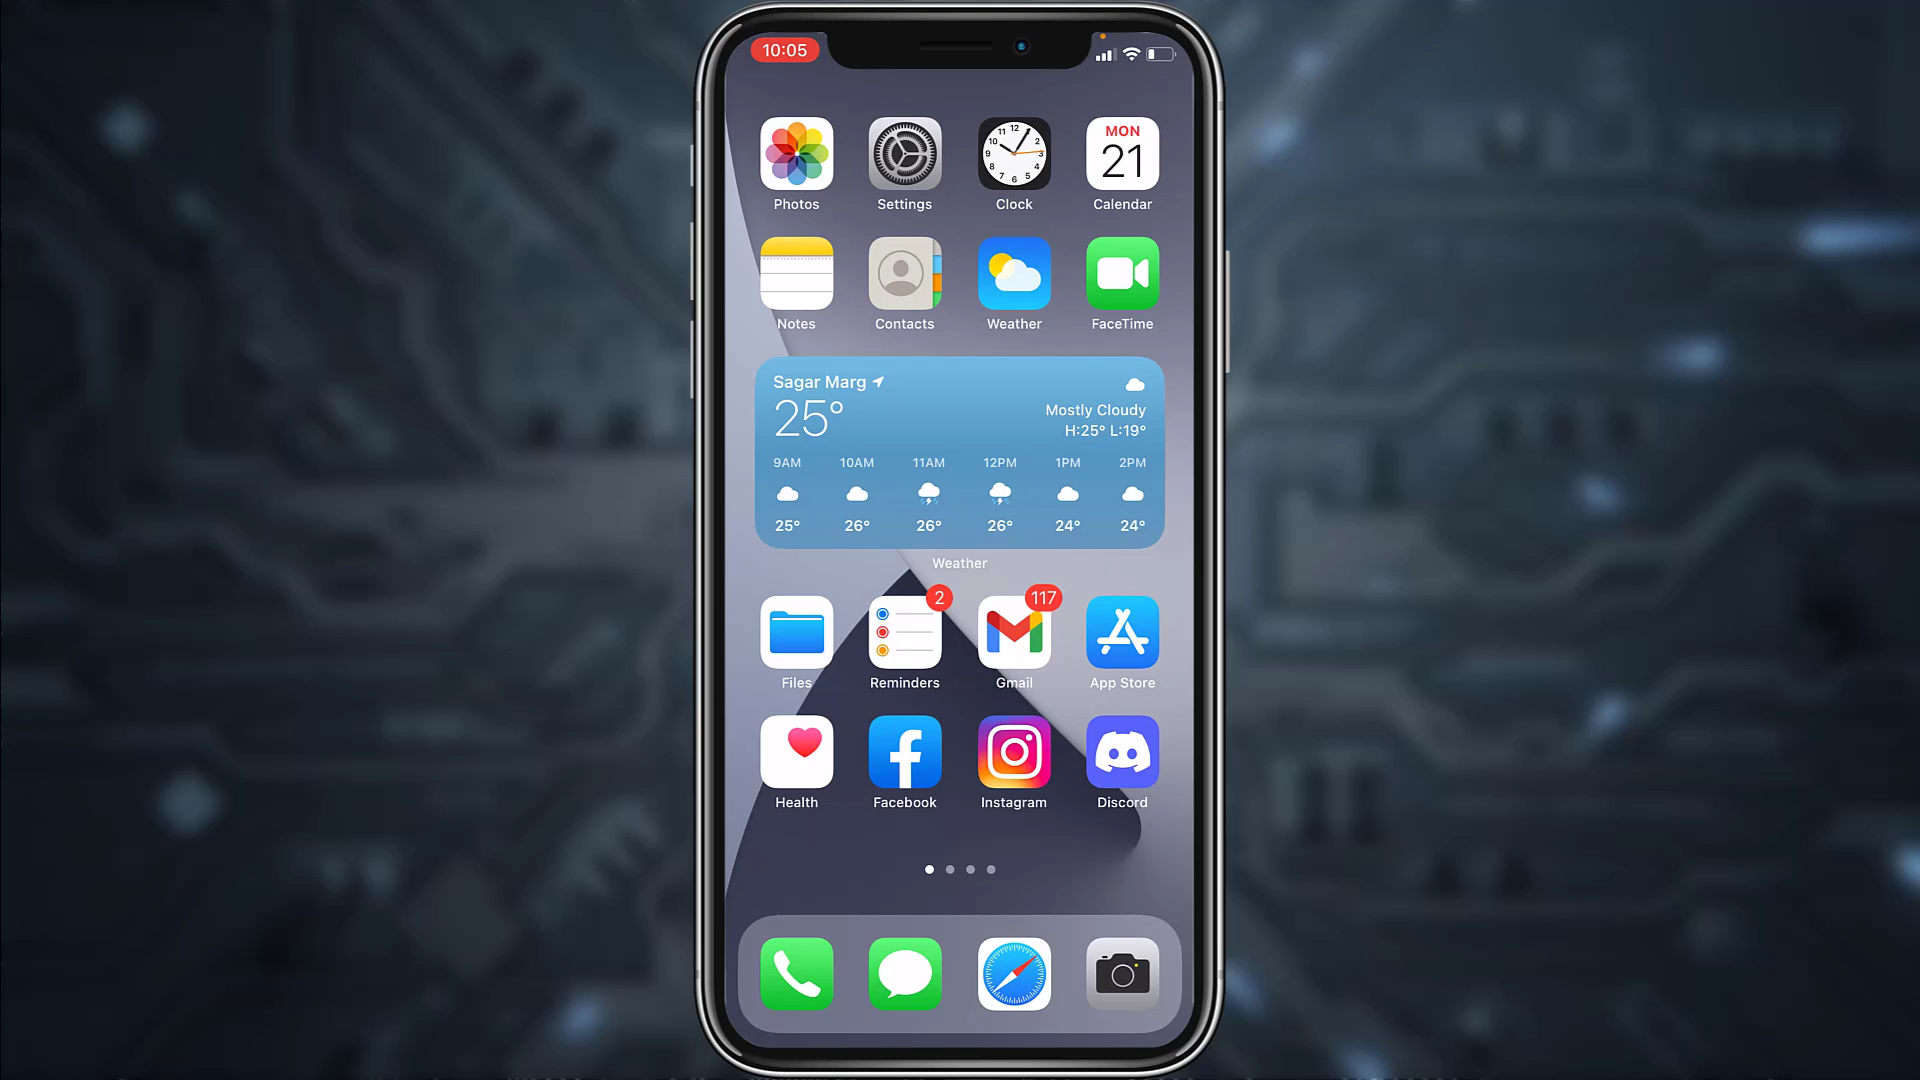 10:05
MON
21
Photos
Settings
Clock
Calendar
Notes
Contacts
Weather
FaceTime
Sagar Marg
25°
Mostly Cloudy
H:25° L:19°
9AM 10AM 11AM 12PM 1PM 2PM
25° 26° 26° 26° 24° 24°
Weather
2
117
Files
Reminders
Gmail
App Store
Health
Facebook
Instagram
Discord